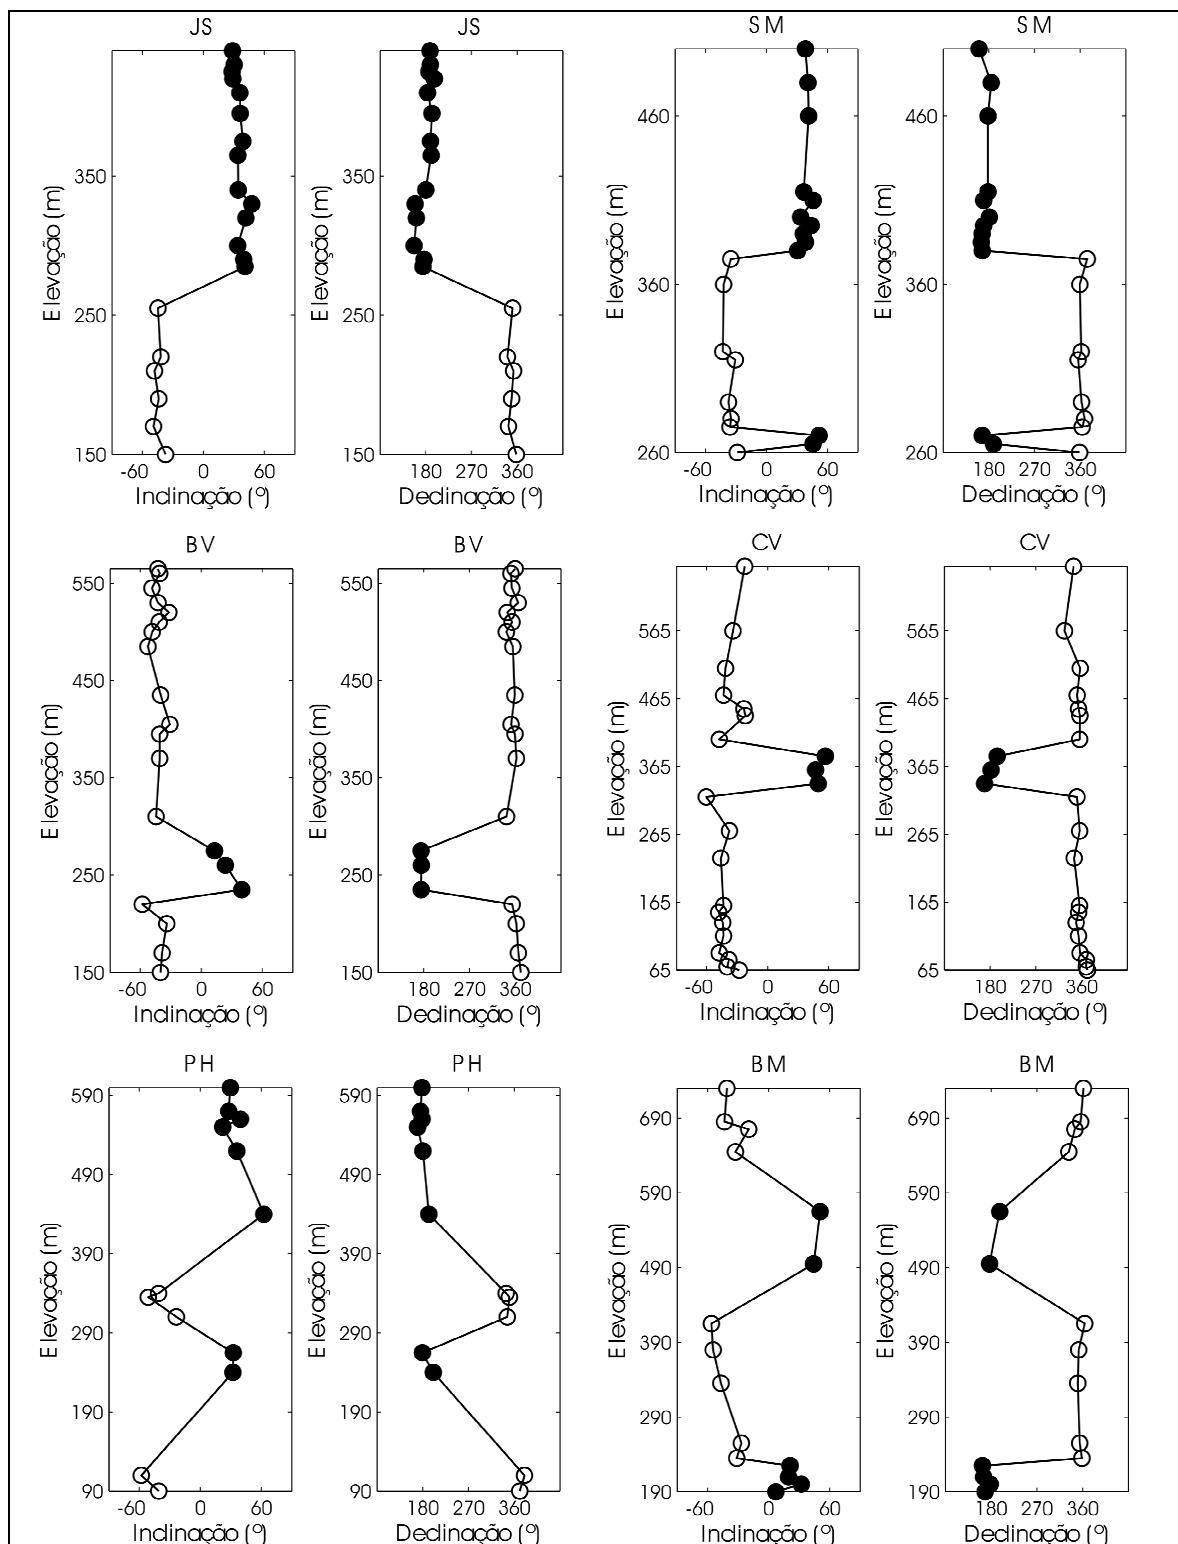 JS JS SM SM
Elevação (m) 350 250 150
-60 0 60
Inclinação (º)
Elevação (m) 350 250 150
180 270 360
Declinação (º)
Elevação (m) 460 360 260
-60 0 60
Inclinação (º)
Elevação (m) 460 360 260
180 270 360
Declinação (º)
BV BV CV CV
Elevação (m) 550 450 350 250 150
-60 0 60
Inclinação (º)
Elevação (m) 550 450 350 250 150
180 270 360
Declinação (º)
Elevação (m) 565 465 365 265 165 65
-60 0 60
Inclinação (º)
Elevação (m) 565 465 365 265 165 65
180 270 360
Declinação (º)
PH PH BM BM
Elevação (m) 590 490 390 290 190 90
-60 0 60
Inclinação (º)
Elevação (m) 590 490 390 290 190 90
180 270 360
Declinação (º)
Elevação (m) 690 590 490 390 290 190
-60 0 60
Inclinação (º)
Elevação (m) 690 590 490 390 290 190
180 270 360
Declinação (º)